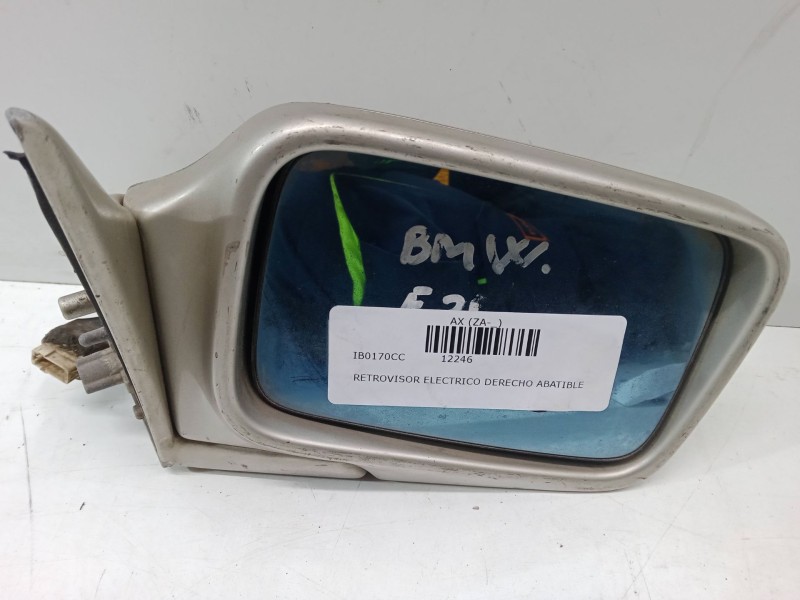 BMW.
AX (ZA- )
IB0170CC 12246
RETROVISOR ELECTRICO DERECHO ABATIBLE